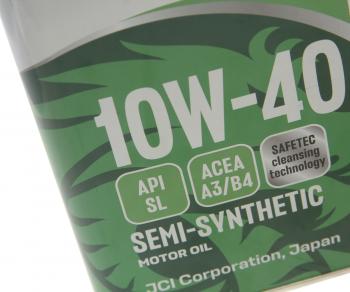 10W-40
API
SL
ACEA
A3/B4
SAFETEC
cleansing
technology
SEMI-SYNTHETIC
MOTOR OIL
JCI Corporation, Japan